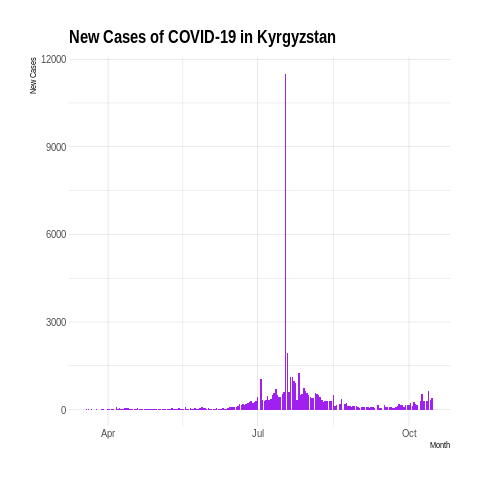 New Cases of COVID-19 in Kyrgyzstan
New Cases
12000
9000
6000
3000
0
Apr
Jul
Oct
Month